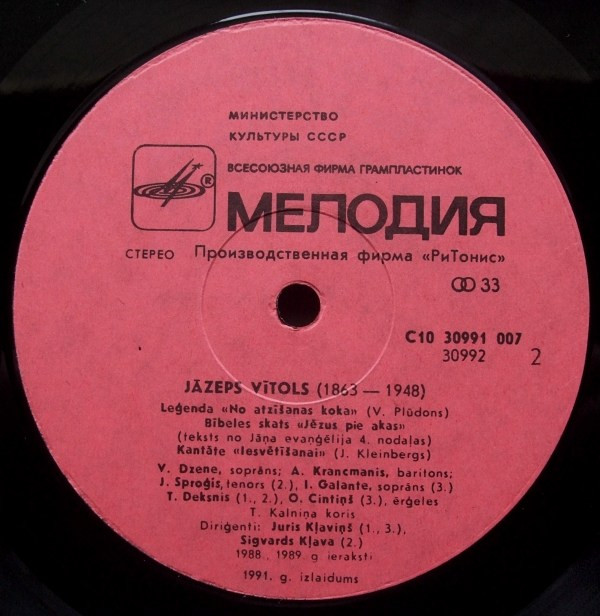 МИНИСТЕРСТВО
КУЛЬТУРЫ СССР
ВСЕСОЮЗНАЯ ФИРМА ГРАМПЛАСТИНОК
®
МЕЛОДИЯ
СТЕРЕО Производственная фирма «РиТонис»
33
С10 30991 007
30992 2
JĀZEPS VĪTOLS (1863 — 1948)
Leģenda «No atzīšanas koka» (V. Plūdons)
Bībeles skats «Jēzus pie akas»
(teksts no Jāņa evaņģēlija 4. nodaļas)
Kantāte «Iesvētīšanai» (J. Kleinbergs)
V. Dzene, soprāns; A. Krancmanis, baritons;
J. Sproģis, tenors (2.), I. Galante, soprāns (3.)
T. Deksnis (1., 2.), O. Cintiņš (3.), ērģeles
T. Kalniņa koris
Diriģenti: Juris Kļaviņš (1., 3.),
Sigvards Kļava (2.)
1988., 1989. g. ieraksti
1991. g. izlaidums